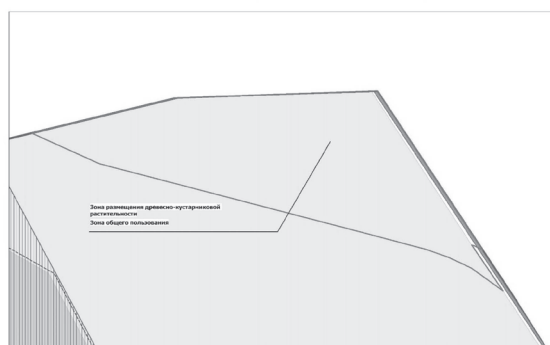 Зона размещения древесно-кустарниковой
растительности
Зона общего пользования